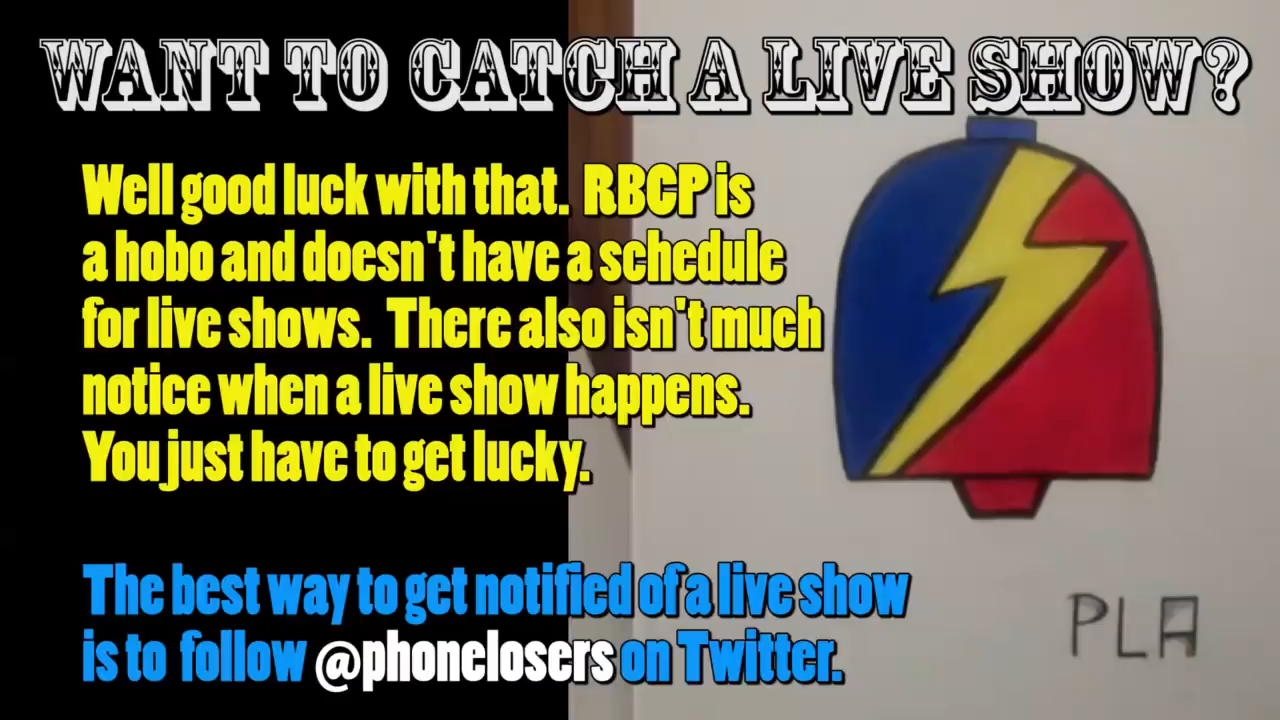 WANT TO CATCH A LIVE SHOW?
Well good luck with that. RBCP is
a hobo and doesn't have a schedule
for live shows. There also isn't much
notice when a live show happens.
You just have to get lucky.
The best way to get notified of a live show
is to follow @phonelosers on Twitter.
PLA